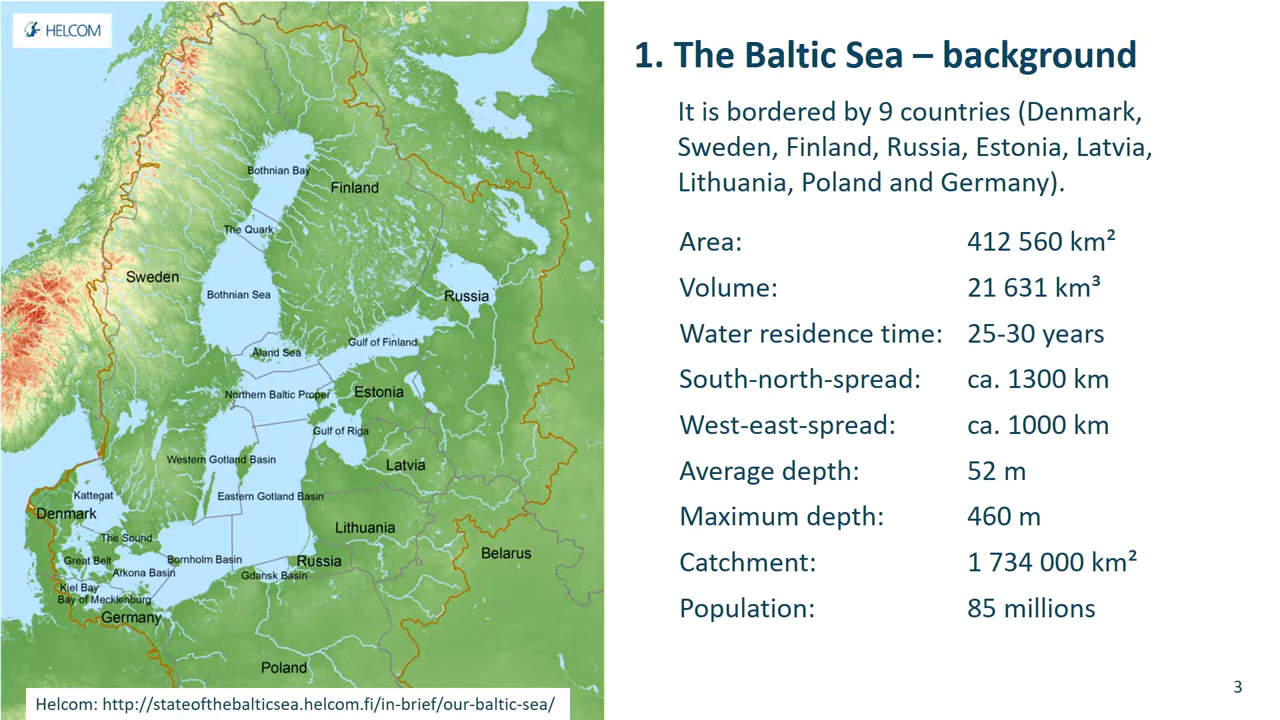 HELCOM
Bothnian Bay
Finland
The Quark
Sweden
Bothnian Sea
Russia
Gulf of Finland
Åland Sea
Northern Baltic Proper
Estonia
Gulf of Riga
Western Gotland Basin
Latvia
Kattegat
Eastern Gotland Basin
Denmark
Lithuania
The Sound
Belarus
Great Belt
Bornholm Basin
Russia
Arkona Basin
Gdansk Basin
Kiel Bay
Bay of Mecklenburg
Germany
Poland
Helcom: http://stateofthebalticsea.helcom.fi/in-brief/our-baltic-sea/
1. The Baltic Sea – background
It is bordered by 9 countries (Denmark,
Sweden, Finland, Russia, Estonia, Latvia,
Lithuania, Poland and Germany).
Area: 412 560 km²
Volume: 21 631 km³
Water residence time: 25-30 years
South-north-spread: ca. 1300 km
West-east-spread: ca. 1000 km
Average depth: 52 m
Maximum depth: 460 m
Catchment: 1 734 000 km²
Population: 85 millions
3